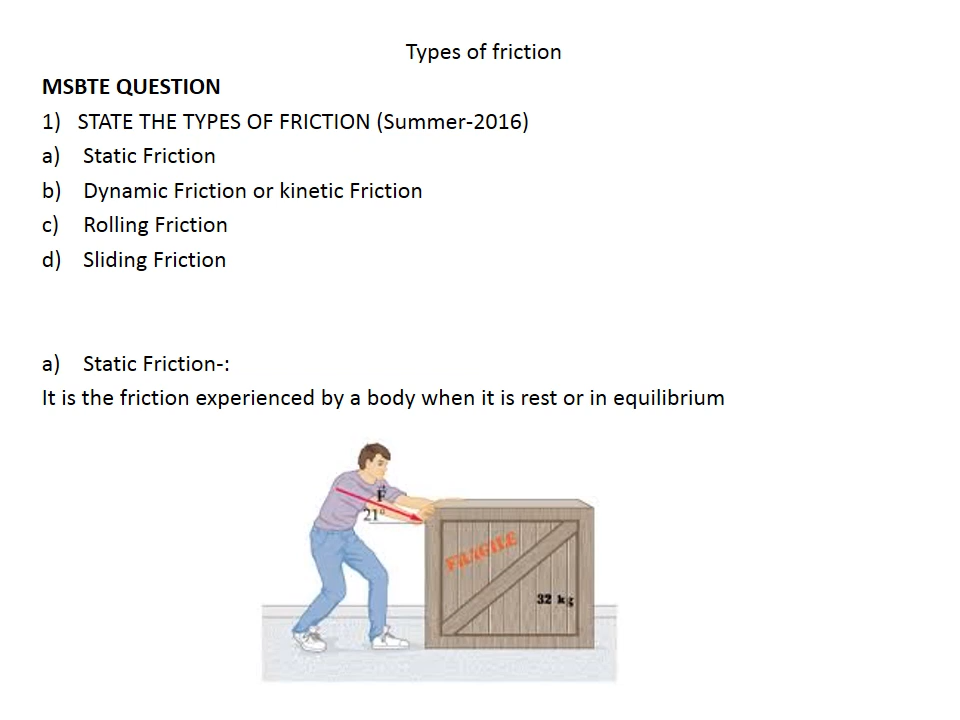 Types of friction
MSBTE QUESTION
1) STATE THE TYPES OF FRICTION (Summer-2016)
a) Static Friction
b) Dynamic Friction or kinetic Friction
c) Rolling Friction
d) Sliding Friction
a) Static Friction-:
It is the friction experienced by a body when it is rest or in equilibrium
F
21°
FRAGILE
32 kg